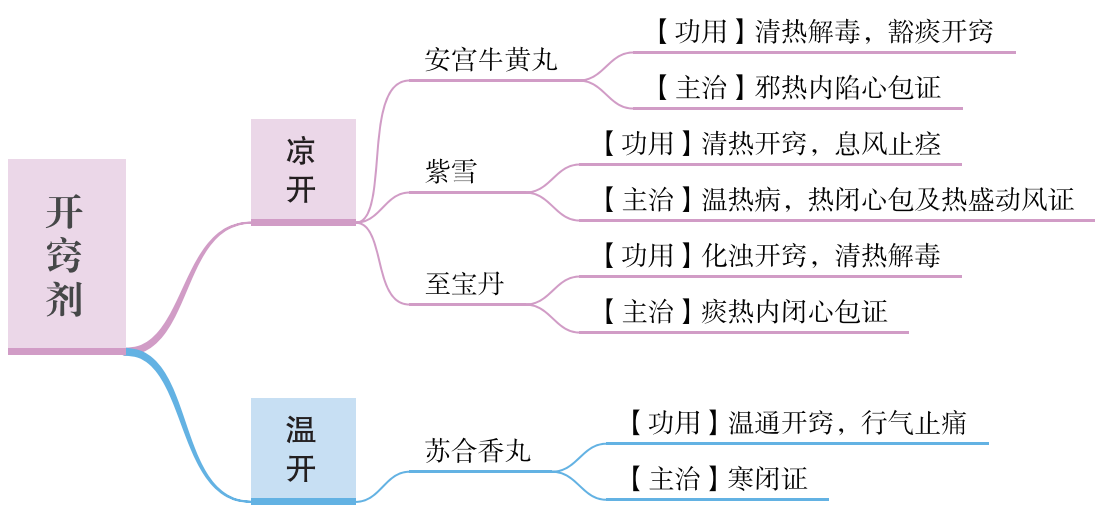 开
窍
剂
凉
开
安宫牛黄丸
【功用】清热解毒，豁痰开窍
【主治】邪热内陷心包证
紫雪
【功用】清热开窍，息风止痉
【主治】温热病，热闭心包及热盛动风证
至宝丹
【功用】化浊开窍，清热解毒
【主治】痰热内闭心包证
温
开
苏合香丸
【功用】温通开窍，行气止痛
【主治】寒闭证